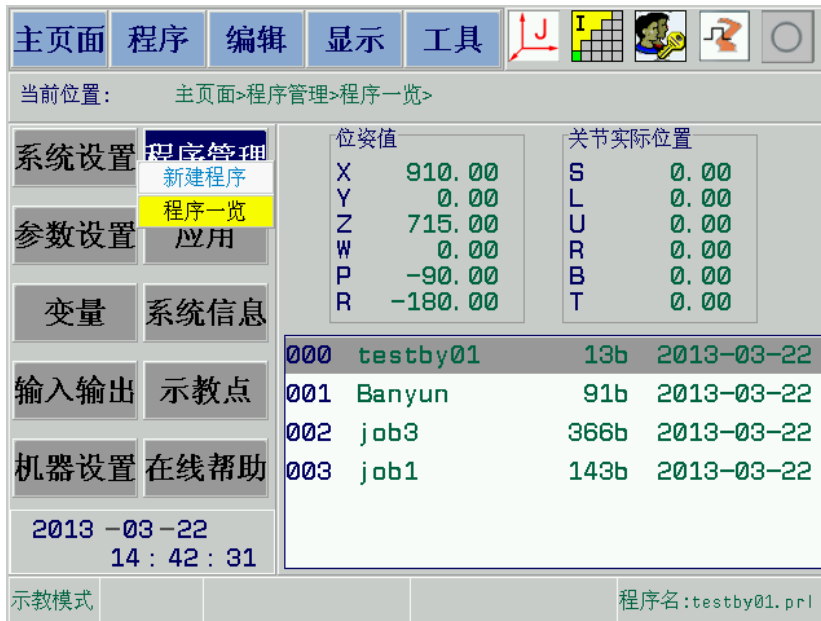 主页面 程序 编辑 显示 工具 J I
当前位置: 主页面>程序管理>程序一览>
系统设置 程序管理
新建程序
程序一览
参数设置 应用
变量 系统信息
输入输出 示教点
机器设置 在线帮助
2013-03-22
14:42:31
位姿值
X 910.00
Y 0.00
Z 715.00
W 0.00
P -90.00
R -180.00
关节实际位置
S 0.00
L 0.00
U 0.00
R 0.00
B 0.00
T 0.00
000 testby01 13b 2013-03-22
001 Banyun 91b 2013-03-22
002 job3 366b 2013-03-22
003 job1 143b 2013-03-22
示教模式 程序名:testby01.prl